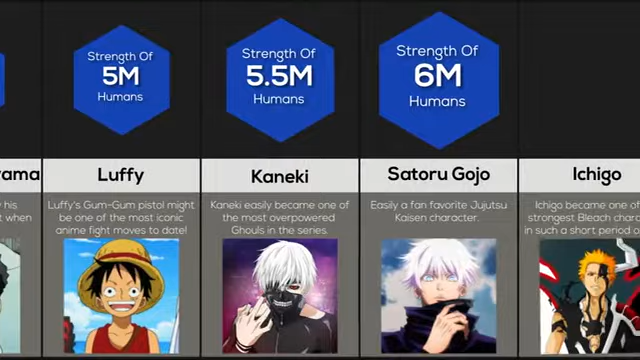 Strength Of
5M
Humans
Strength Of
5.5M
Humans
Strength Of
6M
Humans
Luffy
Kaneki
Satoru Gojo
Ichigo
his
when
Luffy's Gum-Gum pistol might
be one of the most iconic
anime fight moves to date!
Kaneki easily became one of
the most overpowered
Ghouls in the series.
Easily a fan favorite Jujutsu
Kaisen character.
Ichigo became one of
strongest Bleach chara
in such a short period o